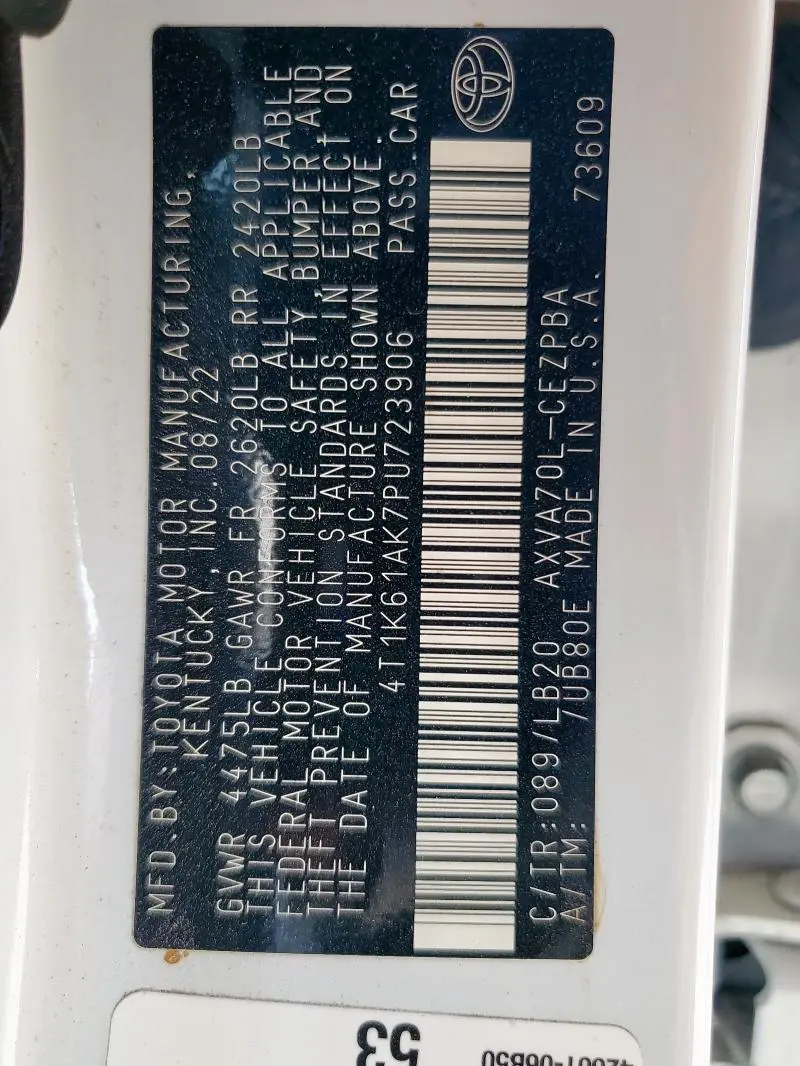 MFD.BY:TOYOTA MOTOR MANUFACTURING,
KENTUCKY, INC.08/22
GVWR 4475LB GAWR FR 2620LB RR 2420LB
THIS VEHICLE CONFORMS TO ALL APPLICABLE
FEDERAL MOTOR VEHICLE SAFETY, BUMPER, AND
THEFT PREVENTION STANDARDS IN EFFECT ON
THE DATE OF MANUFACTURE SHOWN ABOVE.
4T1K61AK7PU723906 PASS.CAR
C/TR:089/LB20 AXVA70L-CEZPBA 73609
A/TM: /UB80E MADE IN U.S.A.
53